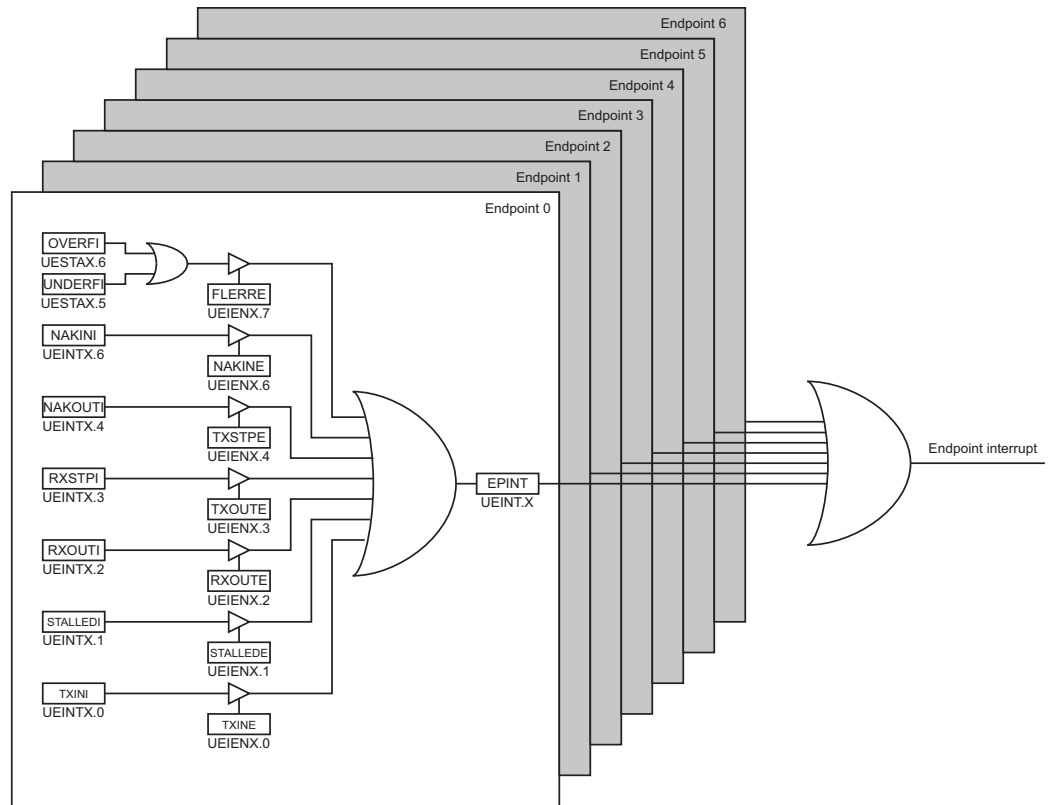 Endpoint 6
Endpoint 5
Endpoint 4
Endpoint 3
Endpoint 2
Endpoint 1
Endpoint 0
OVERFI
UESTAX.6
UNDERFI
UESTAX.5
FLERRE
UEIENX.7
NAKINI
UEINTX.6
NAKINE
UEIENX.6
NAKOUTI
UEINTX.4
TXSTPE
UEIENX.4
RXSTPI
UEINTX.3
TXOUTE
UEIENX.3
RXOUTI
UEINTX.2
RXOUTE
UEIENX.2
STALLEDI
UEINTX.1
STALLEDE
UEIENX.1
TXINI
UEINTX.0
TXINE
UEIENX.0
EPINT
UEINT.X
Endpoint interrupt